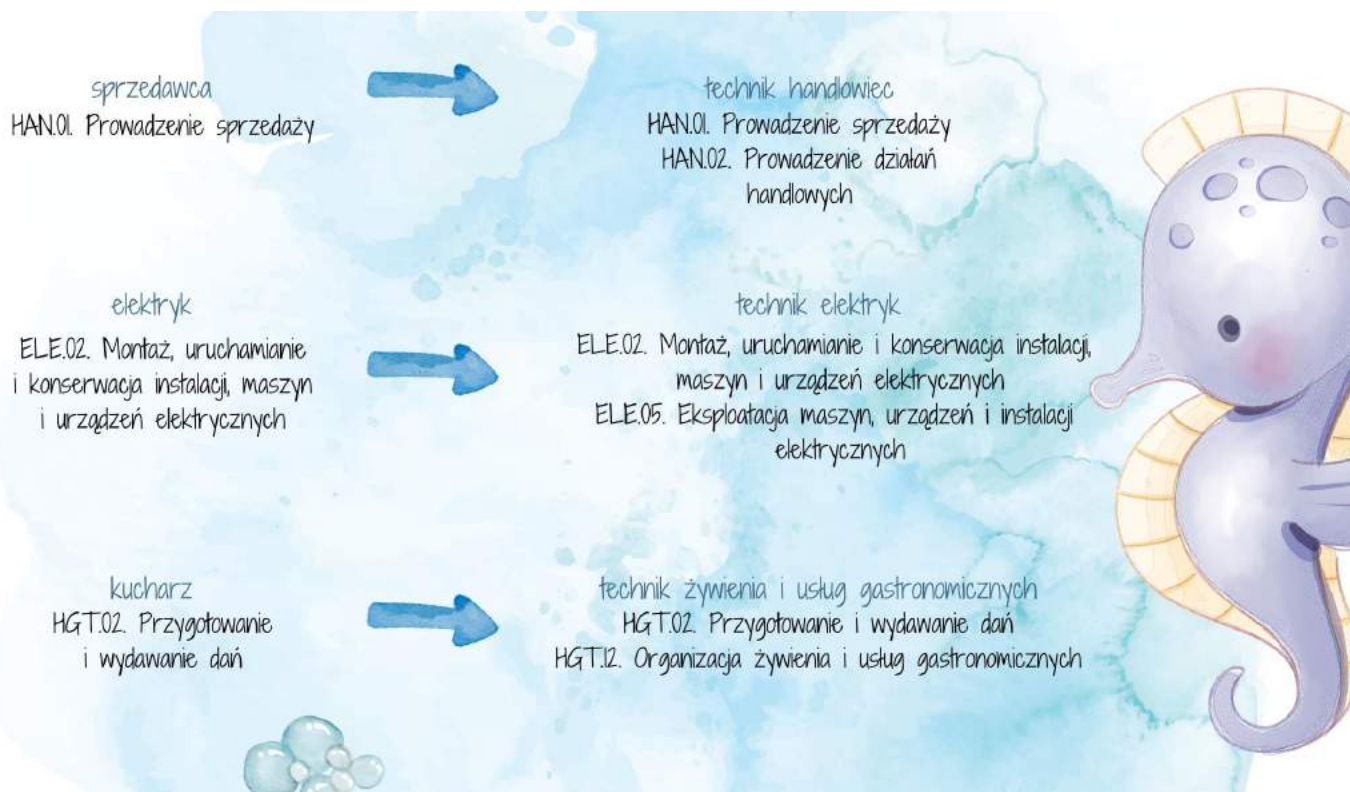 sprzedawca
HAN.01. Prowadzenie sprzedaży
technik handlowiec
HAN.01. Prowadzenie sprzedaży
HAN.02. Prowadzenie działań
handlowych
elektryk
ELE.02. Montaż, uruchamianie
i konserwacja instalacji, maszyn
i urządzeń elektrycznych
technik elektryk
ELE.02. Montaż, uruchamianie i konserwacja instalacji,
maszyn i urządzeń elektrycznych
ELE.05. Eksploatacja maszyn, urządzeń i instalacji
elektrycznych
kucharz
HGT.02. Przygotowanie
i wydawanie dań
technik żywienia i usług gastronomicznych
HGT.02. Przygotowanie i wydawanie dań
HGT.12. Organizacja żywienia i usług gastronomicznych